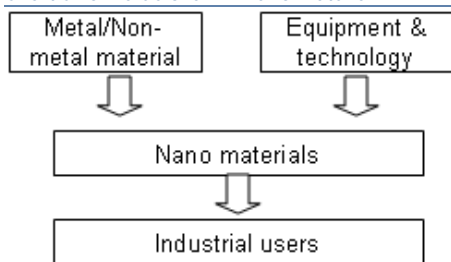 Metal/Non-
metal material
Equipment &
technology
Nano materials
Industrial users